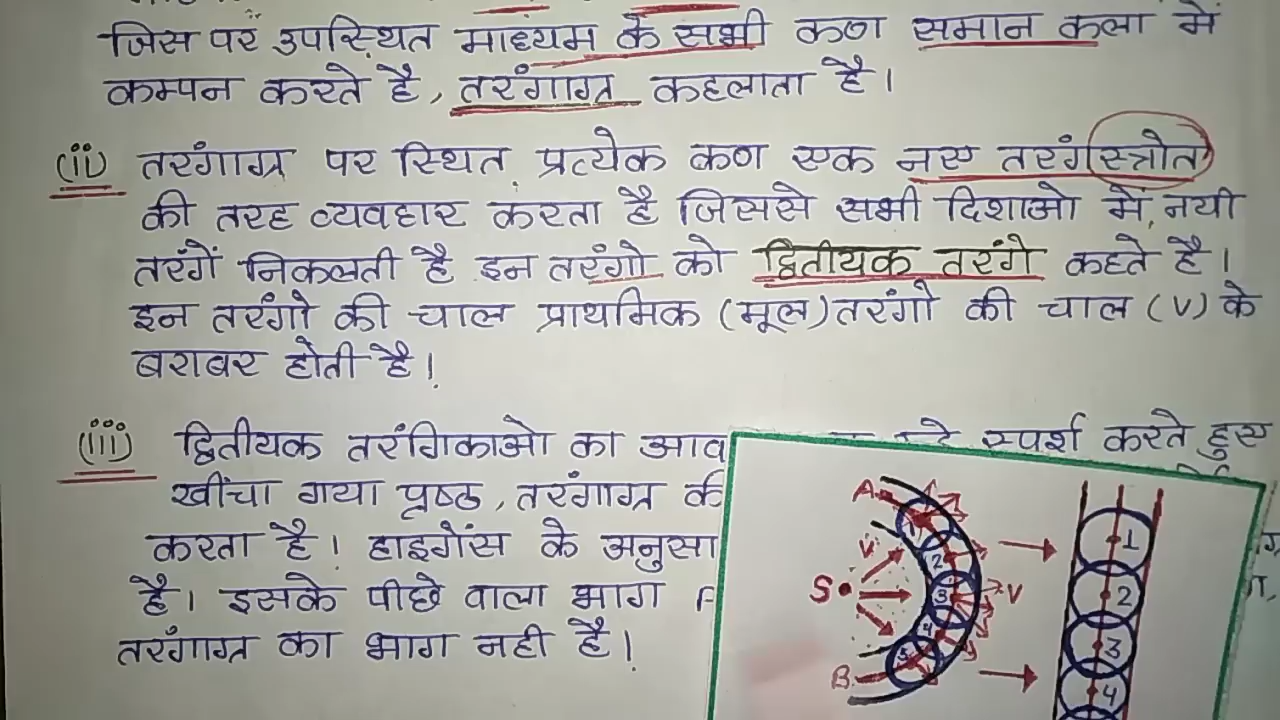 जिस पर उपस्थित माध्यम के सभी कण समान कला में
कम्पन करते है, तरंगाग्र कहलाता है।
(ii) तरंगाग्र पर स्थित प्रत्येक कण एक नए तरंग स्त्रोत
की तरह व्यवहार करता है जिससे सभी दिशाओ में नयी
तरंगें निकलती है इन तरंगो को द्वितीयक तरंगे कहते है।
इन तरंगो की चाल प्राथमिक (मूल) तरंगो की चाल (v) के
बराबर होती है।
(iii) द्वितीयक तरंगिकाओ का स्पर्श करते हुए
खींचा गया पृष्ठ, तरंगाग्र की
करता है। हाइगेंस के
है। इसके पीछे वाला भाग
तरंगाग्र का भाग नही है।
A
1
2
V
S
3
V
4
5
B
1
2
3
4